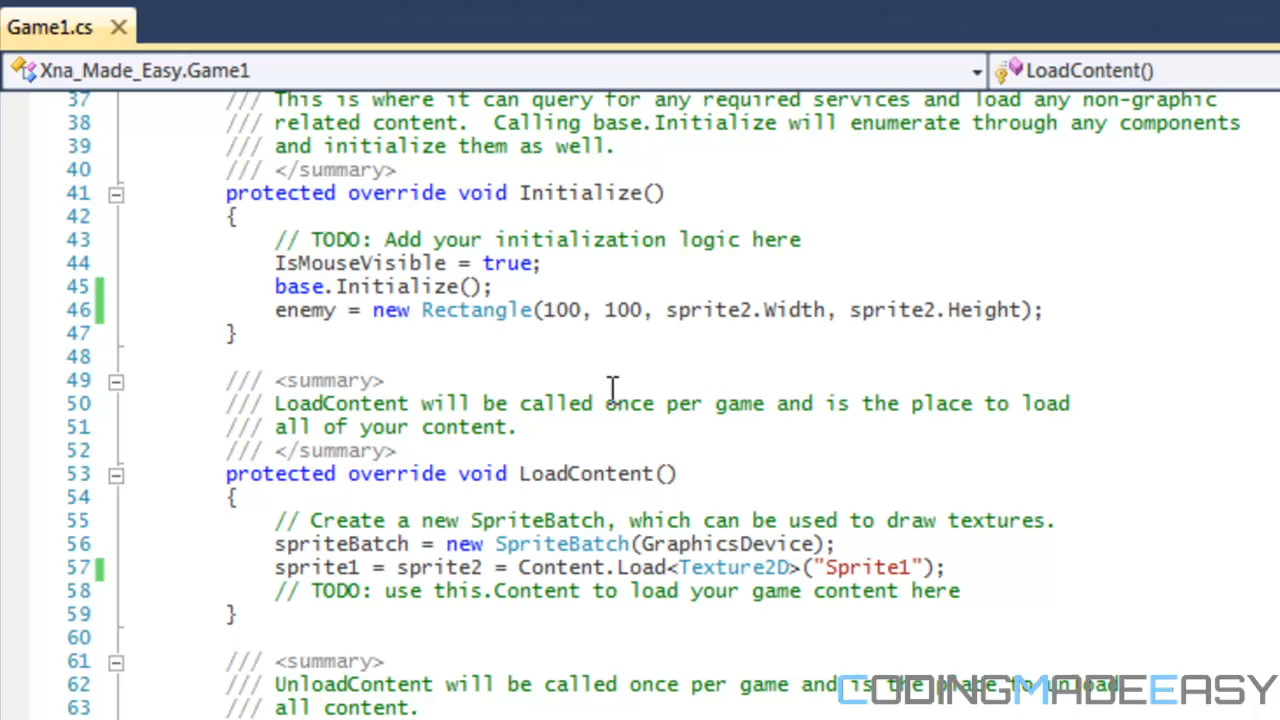 Game1.cs
Xna_Made_Easy.Game1 LoadContent()
37 /// This is where it can query for any required services and load any non-graphic
38 /// related content.  Calling base.Initialize will enumerate through any components
39 /// and initialize them as well.
40 /// </summary>
41 protected override void Initialize()
42 {
43 // TODO: Add your initialization logic here
44 IsMouseVisible = true;
45 base.Initialize();
46 enemy = new Rectangle(100, 100, sprite2.Width, sprite2.Height);
47 }
48
49 /// <summary>
50 /// LoadContent will be called once per game and is the place to load
51 /// all of your content.
52 /// </summary>
53 protected override void LoadContent()
54 {
55 // Create a new SpriteBatch, which can be used to draw textures.
56 spriteBatch = new SpriteBatch(GraphicsDevice);
57 sprite1 = sprite2 = Content.Load<Texture2D>("Sprite1");
58 // TODO: use this.Content to load your game content here
59 }
60
61 /// <summary>
62 /// UnloadContent will be called once per game and is the place to unload
63 /// all content.
CODINGMADEEASY